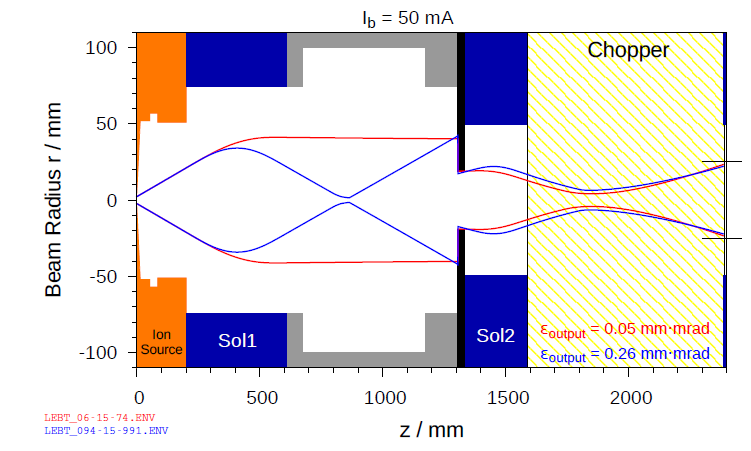 I_b = 50 mA
Beam Radius r / mm
100
50
0
-50
-100
Chopper
Ion
Source
Sol1
Sol2
ε_output = 0.05 mm·mrad
ε_output = 0.26 mm·mrad
0
500
1000
1500
2000
z / mm
LEBT_06-15-74.ENV
LEBT_094-15-991.ENV